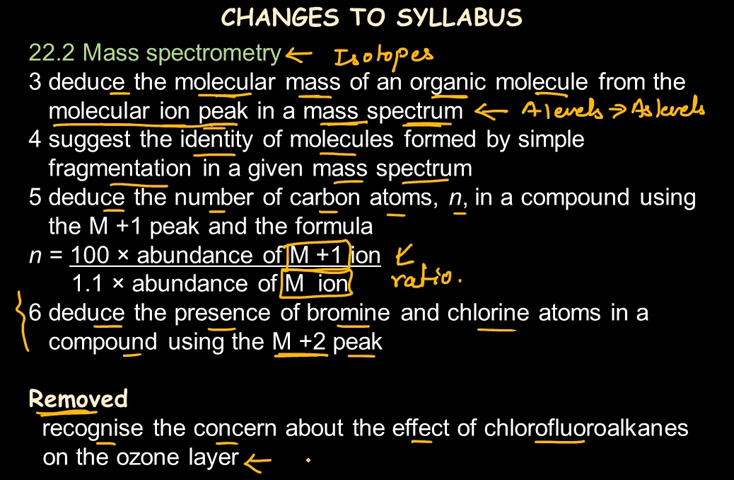 CHANGES TO SYLLABUS
22.2 Mass spectrometry ← Isotopes
3 deduce the molecular mass of an organic molecule from the
molecular ion peak in a mass spectrum ← A levels → As levels
4 suggest the identity of molecules formed by simple
fragmentation in a given mass spectrum
5 deduce the number of carbon atoms, n, in a compound using
the M +1 peak and the formula
n = 100 × abundance of M +1 ion
1.1 × abundance of M ion
ratio.
6 deduce the presence of bromine and chlorine atoms in a
compound using the M +2 peak
Removed
recognise the concern about the effect of chlorofluoroalkanes
on the ozone layer ←